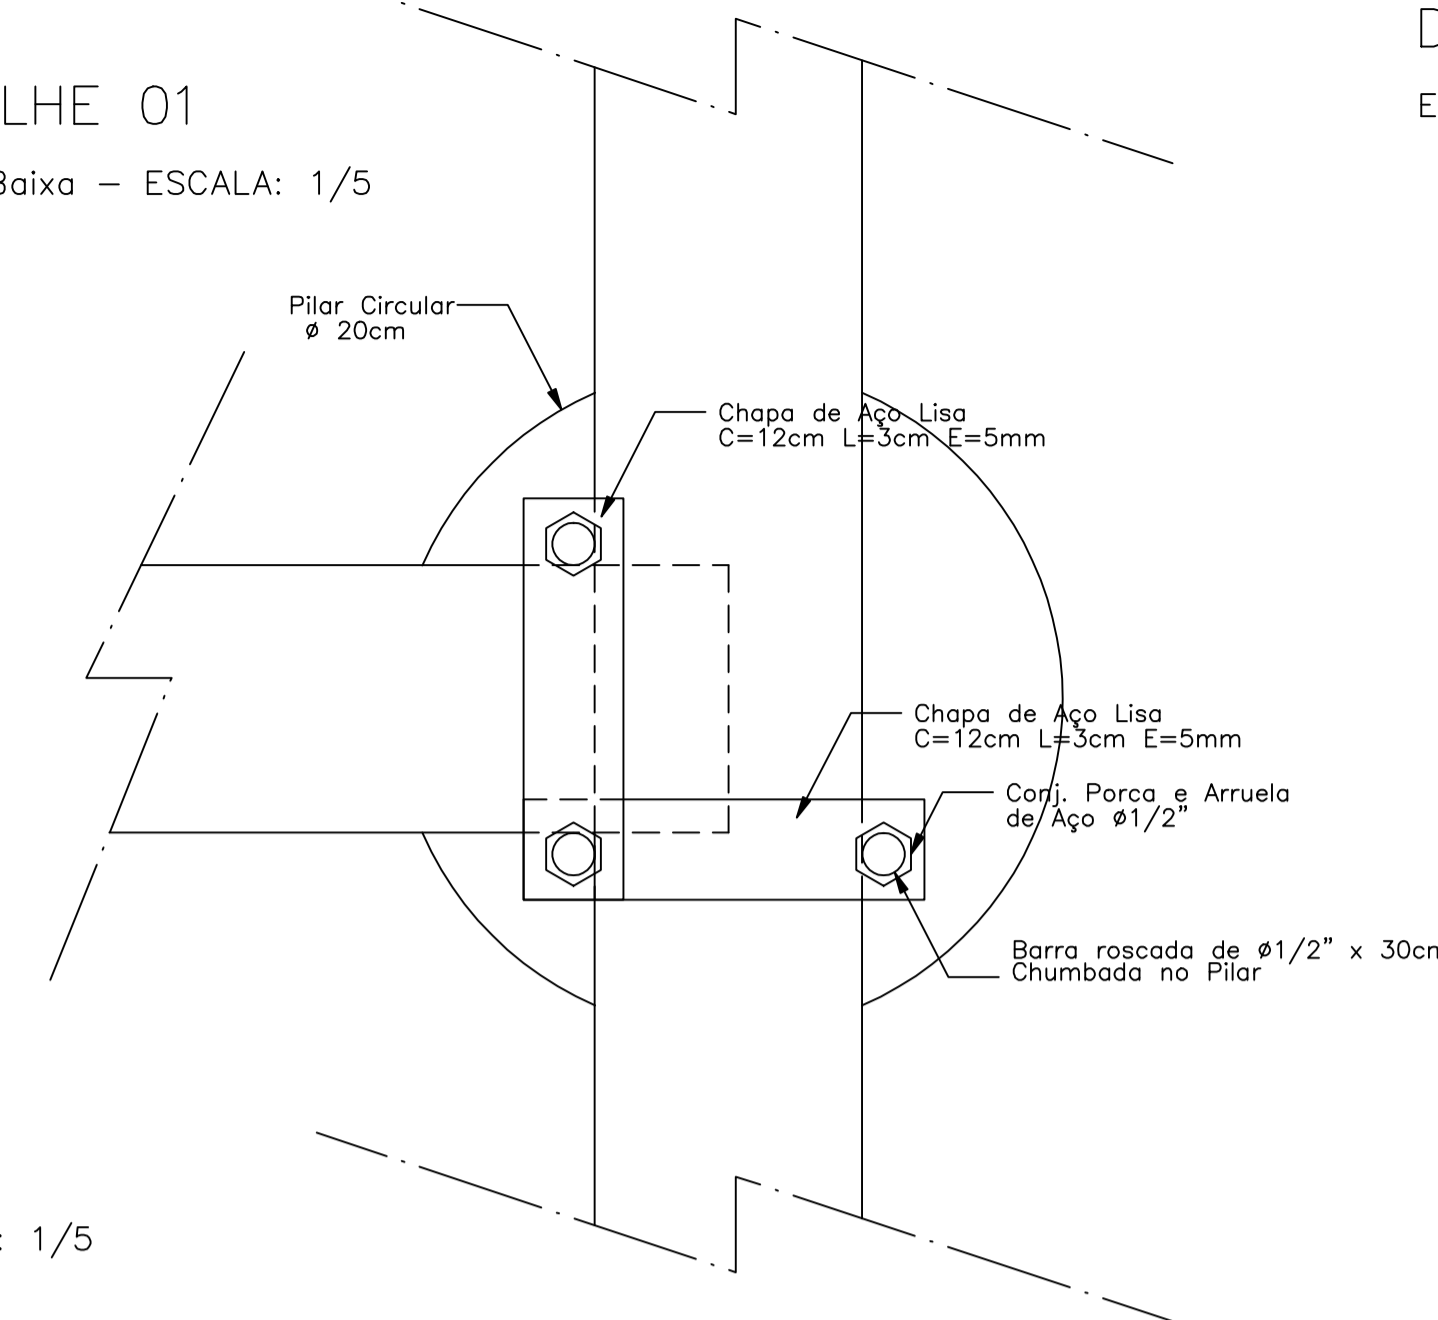 LHE 01
Baixa – ESCALA: 1/5
Pilar Circular
ø 20cm
Chapa de Aço Lisa
C=12cm L=3cm E=5mm
Chapa de Aço Lisa
C=12cm L=3cm E=5mm
Conj. Porca e Arruela
de Aço ø1/2”
Barra roscada de ø1/2” x 30cm
Chumbada no Pilar
: 1/5
D
E